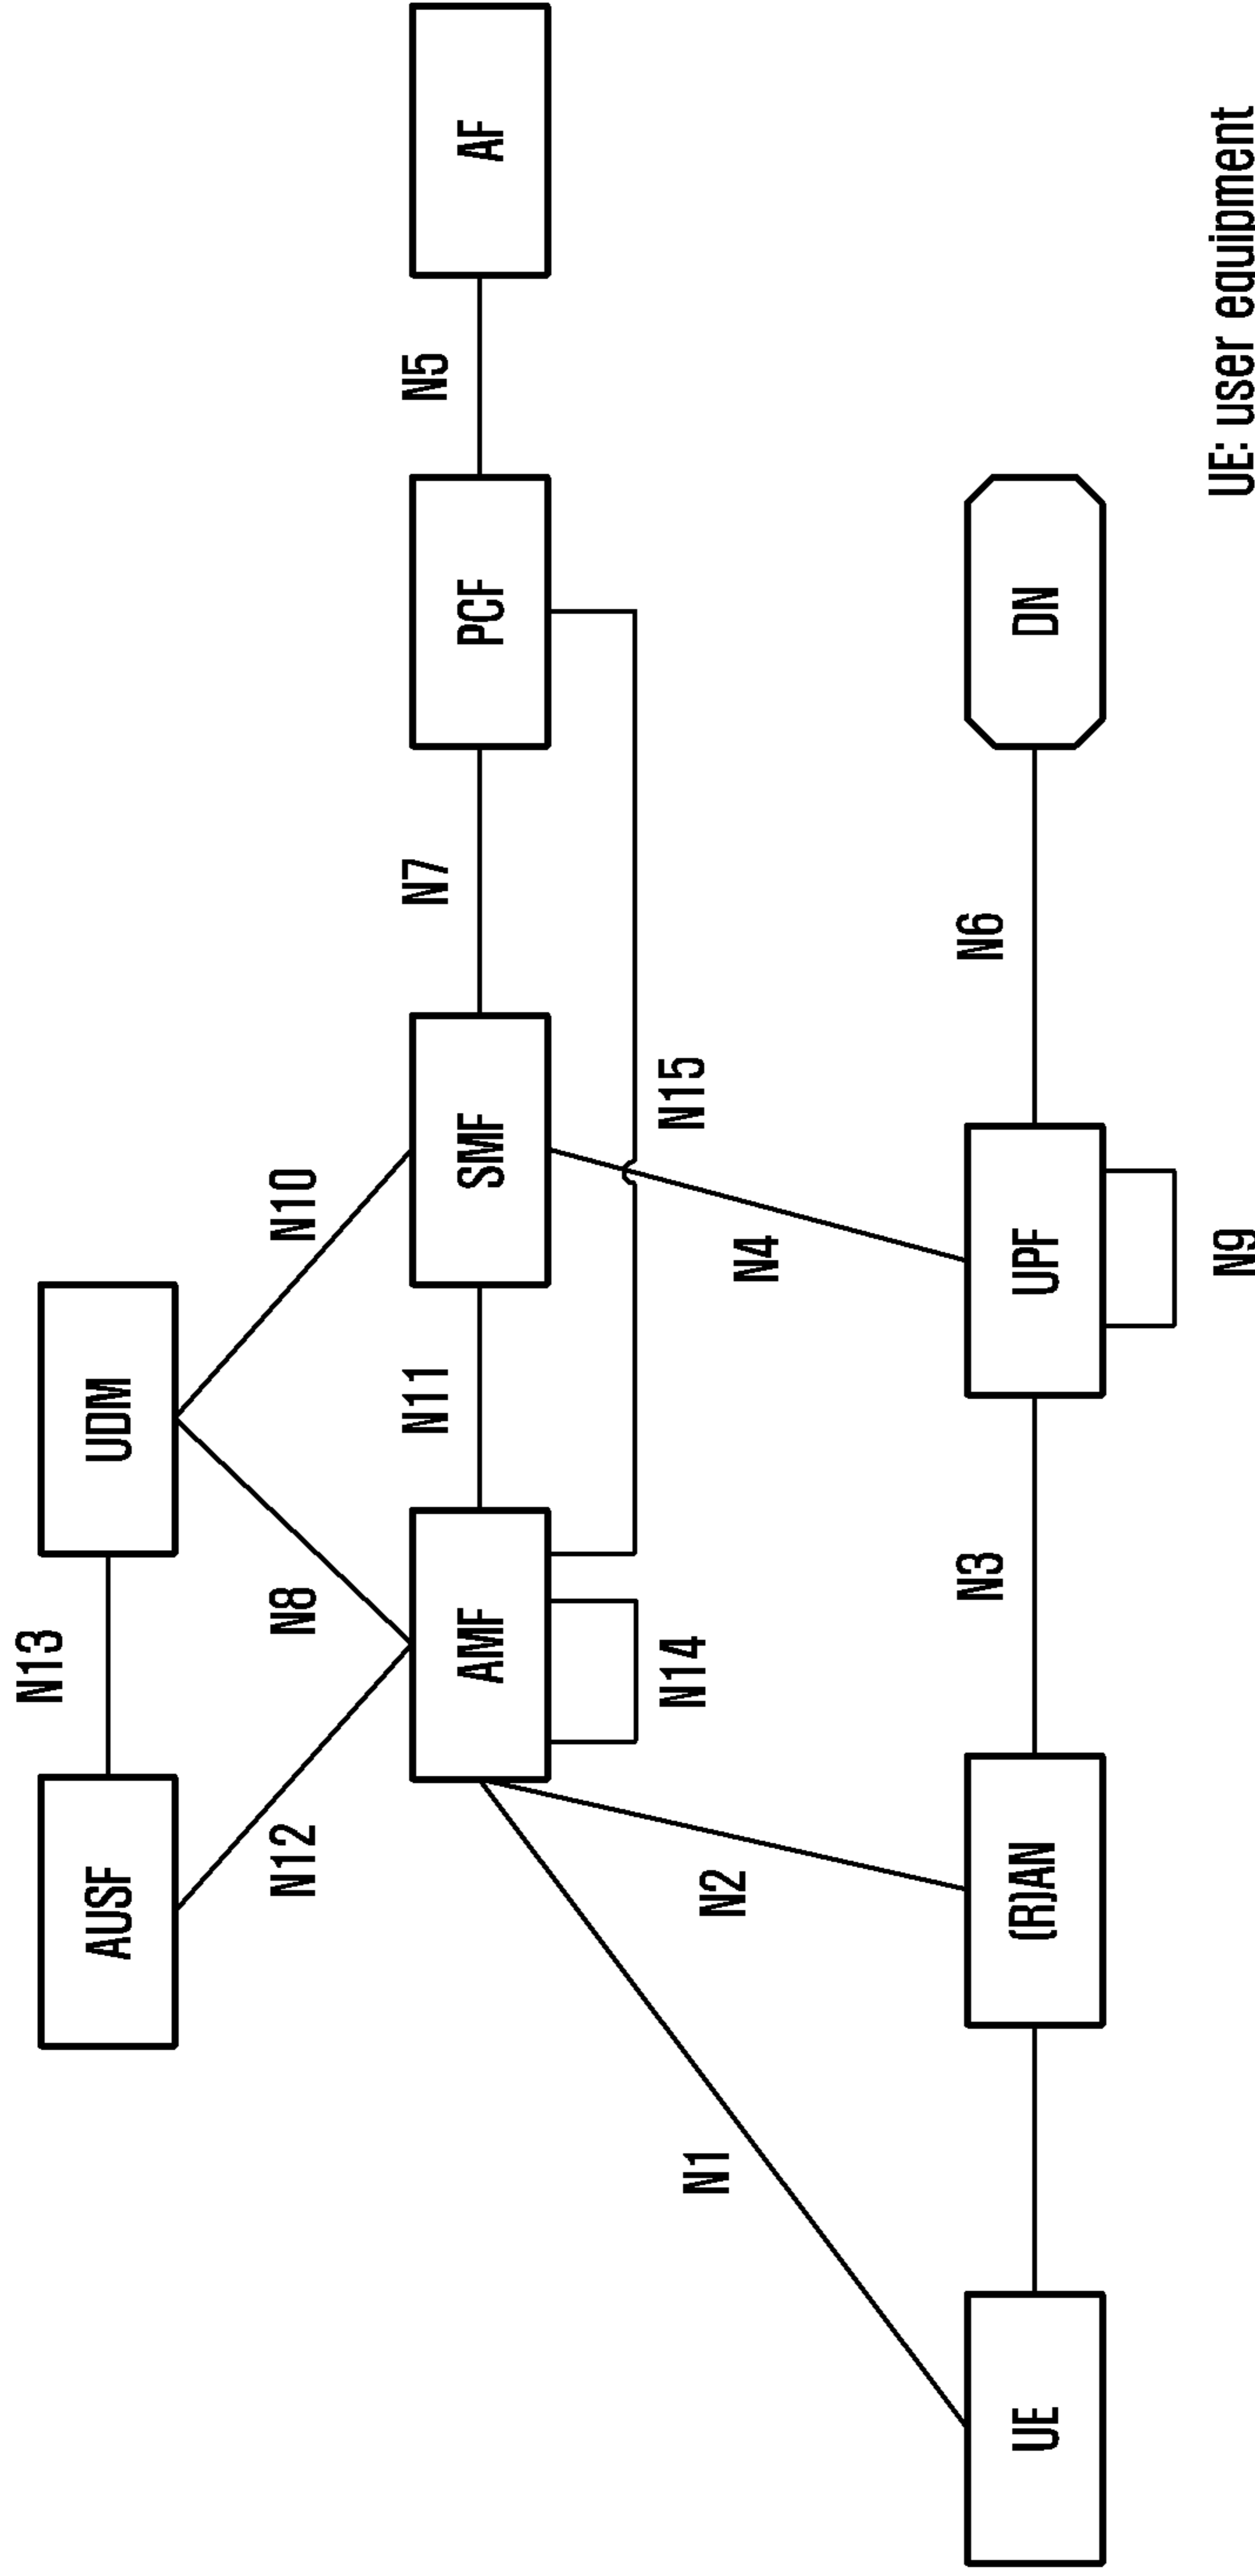 N13
AUSF
UDM
N12
N8
N10
AMF
N11
SMF
N7
PCF
N5
AF
N14
N15
N1
N2
N4
UE
(R)AN
N3
UPF
N6
DN
N9
UE: user equipment